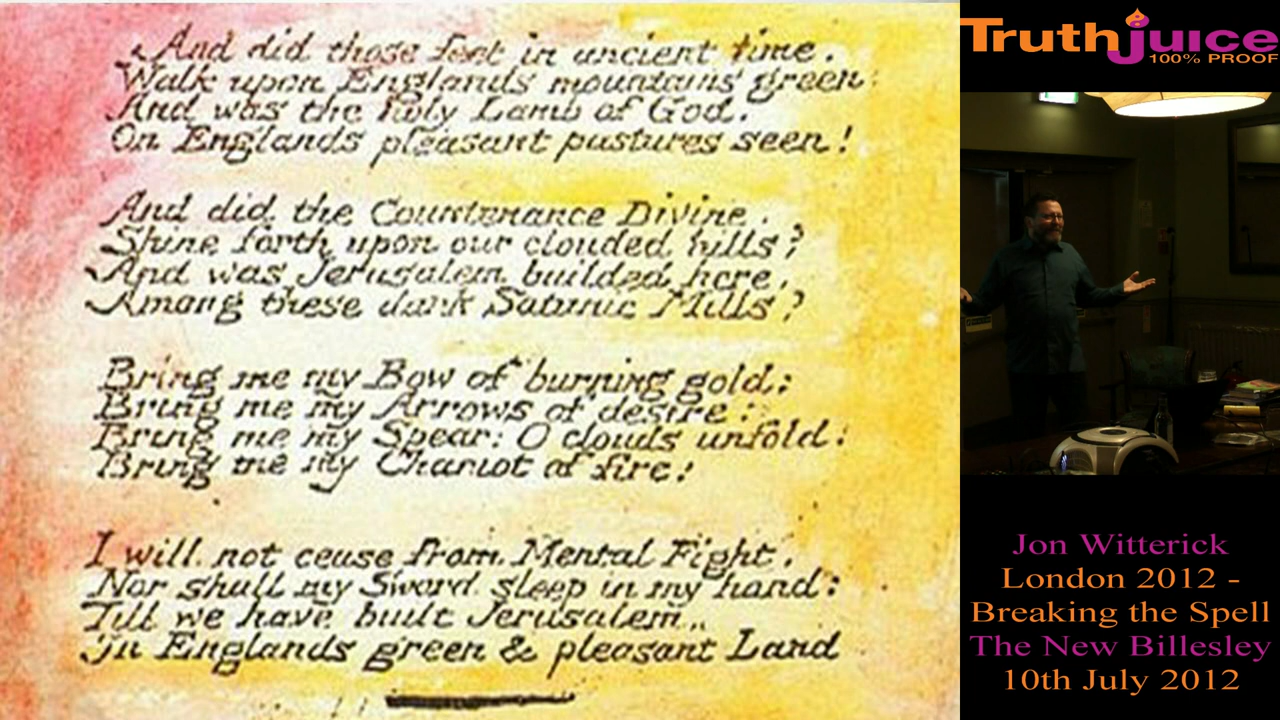 And did those feet in ancient time.
Walk upon Englands mountains green:
And was the holy Lamb of God.
On Englands pleasant pastures seen!
And did the Countenance Divine.
Shine forth upon our clouded hills?
And was Jerusalem builded here,
Among these dark Satanic Mills?
Bring me my Bow of burning gold:
Bring me my Arrows of desire:
Bring me my Spear: O clouds unfold:
Bring me my Chariot of fire!
I will not cease from Mental Fight,
Nor shall my Sword sleep in my hand:
Till we have built Jerusalem,
In Englands green & pleasant Land
Truthjuice
100% PROOF
Jon Witterick
London 2012 -
Breaking the Spell
The New Billesley
10th July 2012